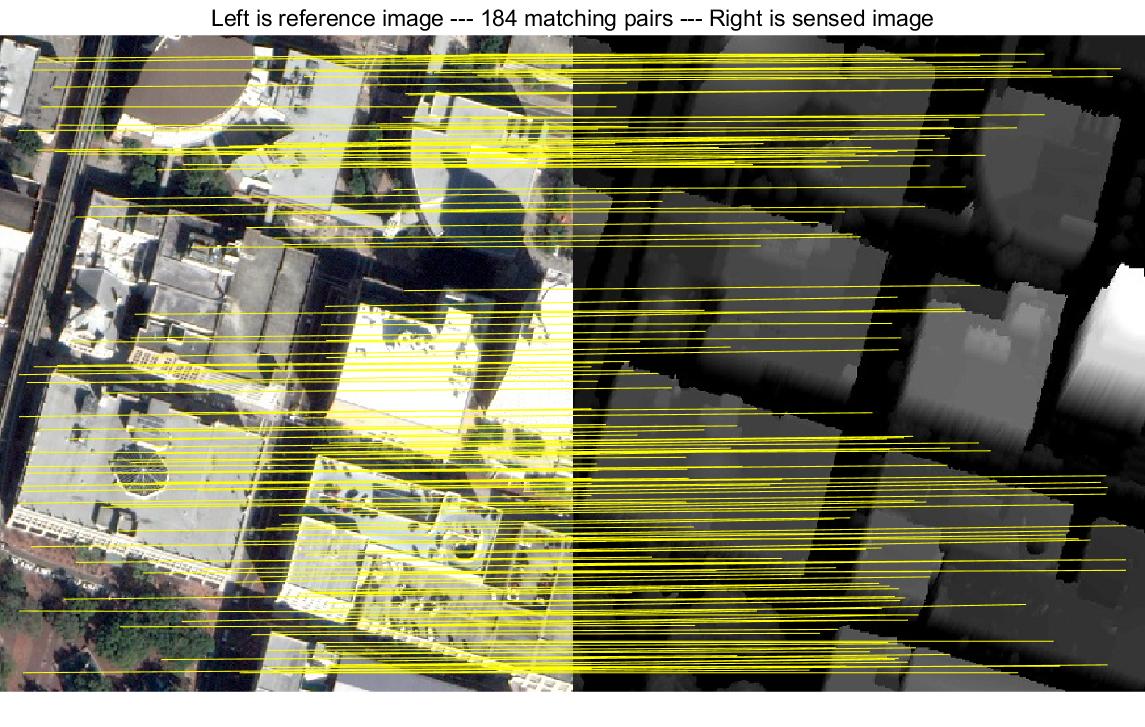 Left is reference image --- 184 matching pairs --- Right is sensed image